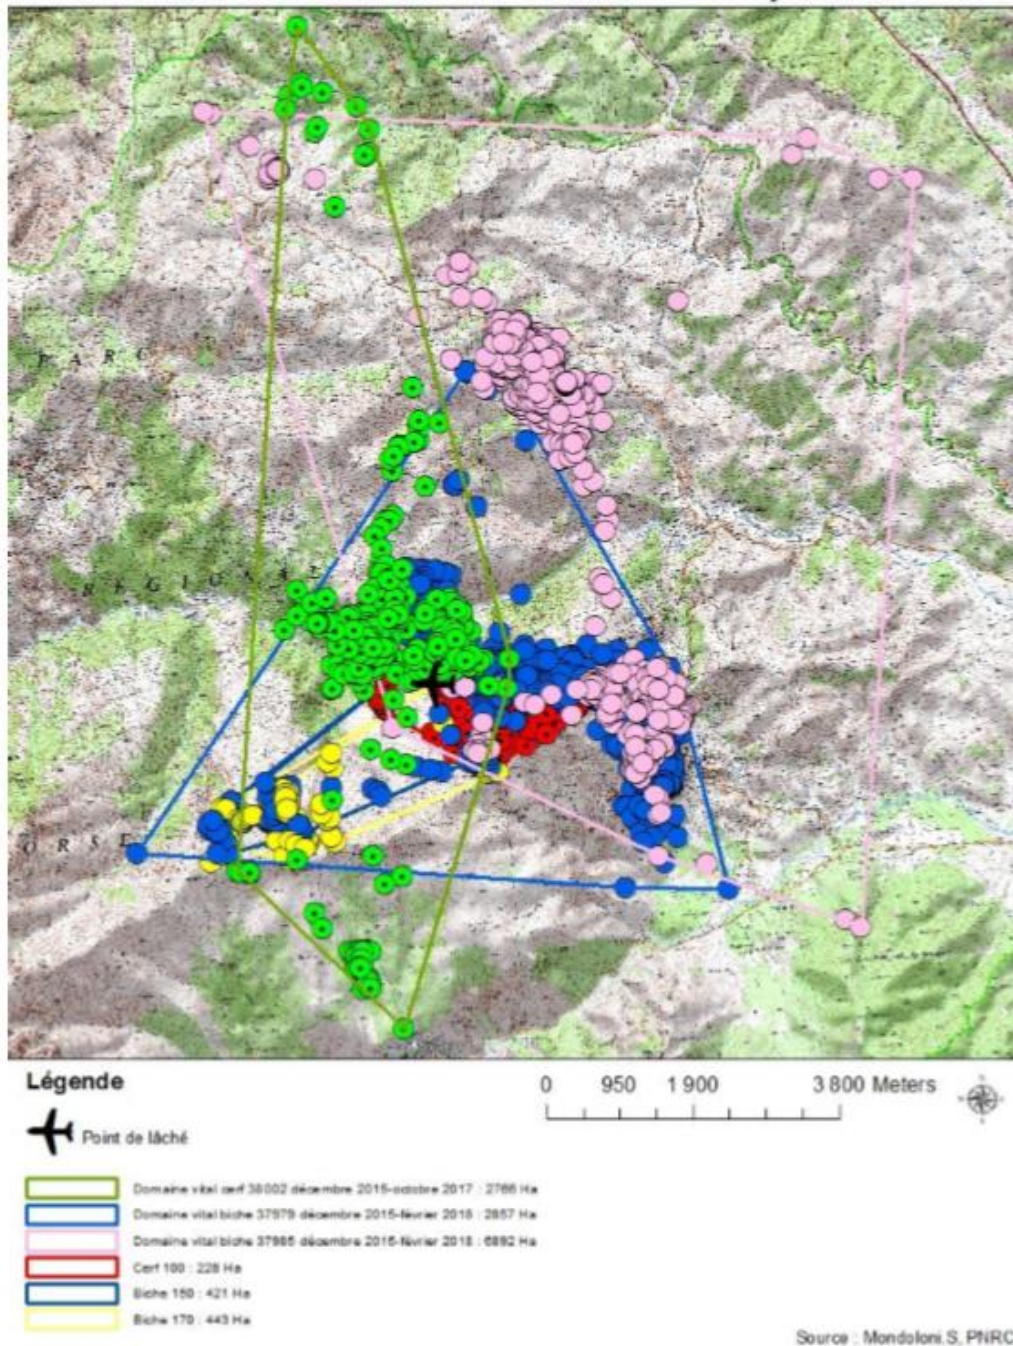 PARC
RÉGIONAL
ORSE
Légende
0 950 1 900 3 800 Meters
Point de lâché
Domaine vital cerf 38002 décembre 2015-octobre 2017 : 2766 Ha
Domaine vital biche 37979 décembre 2015-février 2018 : 2857 Ha
Domaine vital biche 37985 décembre 2015-février 2018 : 6892 Ha
Cerf 100 : 228 Ha
Biche 150 : 421 Ha
Biche 170 : 443 Ha
Source : Mondoloni.S, PNRC